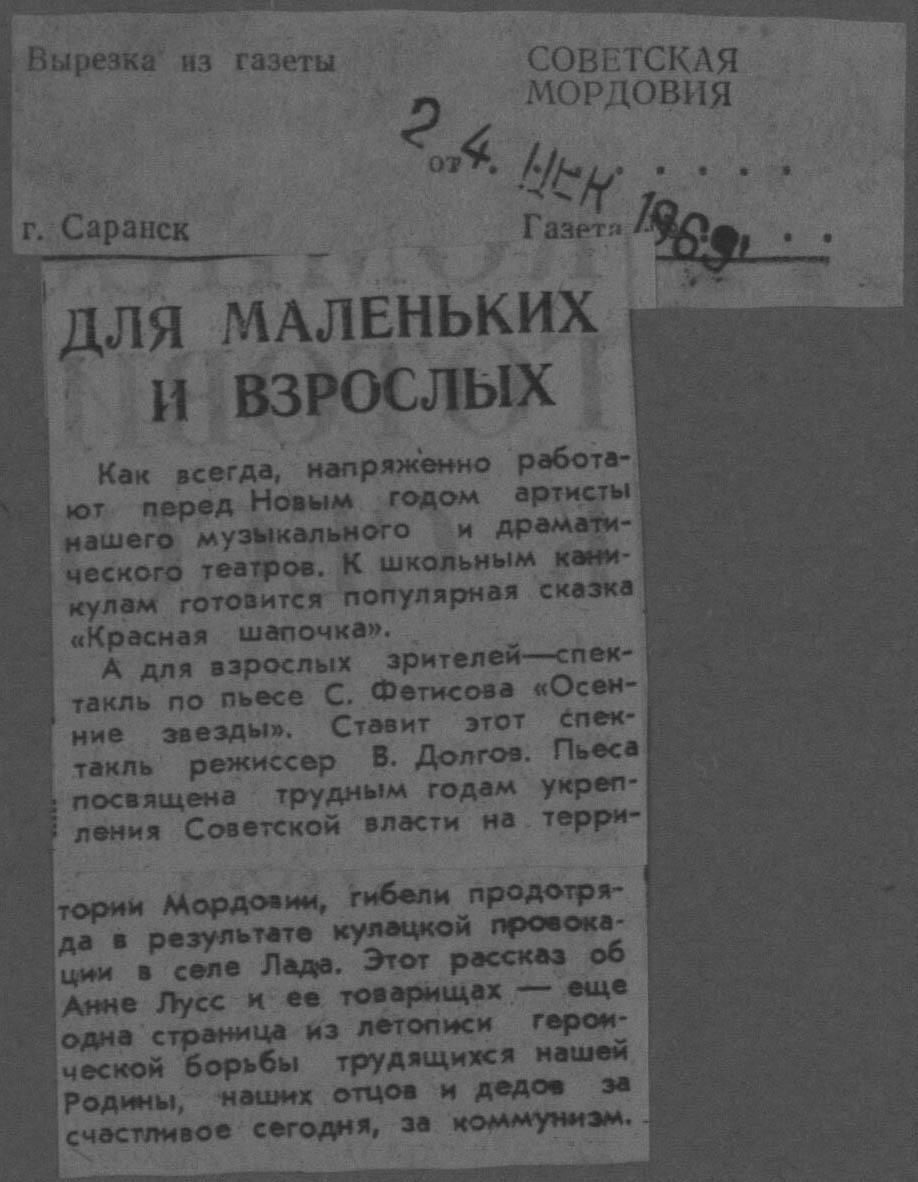 Вырезка из газеты
СОВЕТСКАЯ
МОРДОВИЯ
от 24. ДЕК 1969
г. Саранск
Газета
ДЛЯ МАЛЕНЬКИХ
И ВЗРОСЛЫХ
Как всегда, напряженно работа-
ют перед Новым годом артисты
нашего музыкального и драмати-
ческого театров. К школьным кани-
кулам готовится популярная сказка
«Красная шапочка».
А для взрослых зрителей—спек-
такль по пьесе С. Фетисова «Осен-
ние звезды». Ставит этот спек-
такль режиссер В. Долгов. Пьеса
посвящена трудным годам укреп-
ления Советской власти на терри-
тории Мордовии, гибели продотря-
да в результате кулацкой провока-
ции в селе Лада. Этот рассказ об
Анне Лусс и ее товарищах — еще
одна страница из летописи герои-
ческой борьбы трудящихся нашей
Родины, наших отцов и дедов за
счастливое сегодня, за коммунизм.